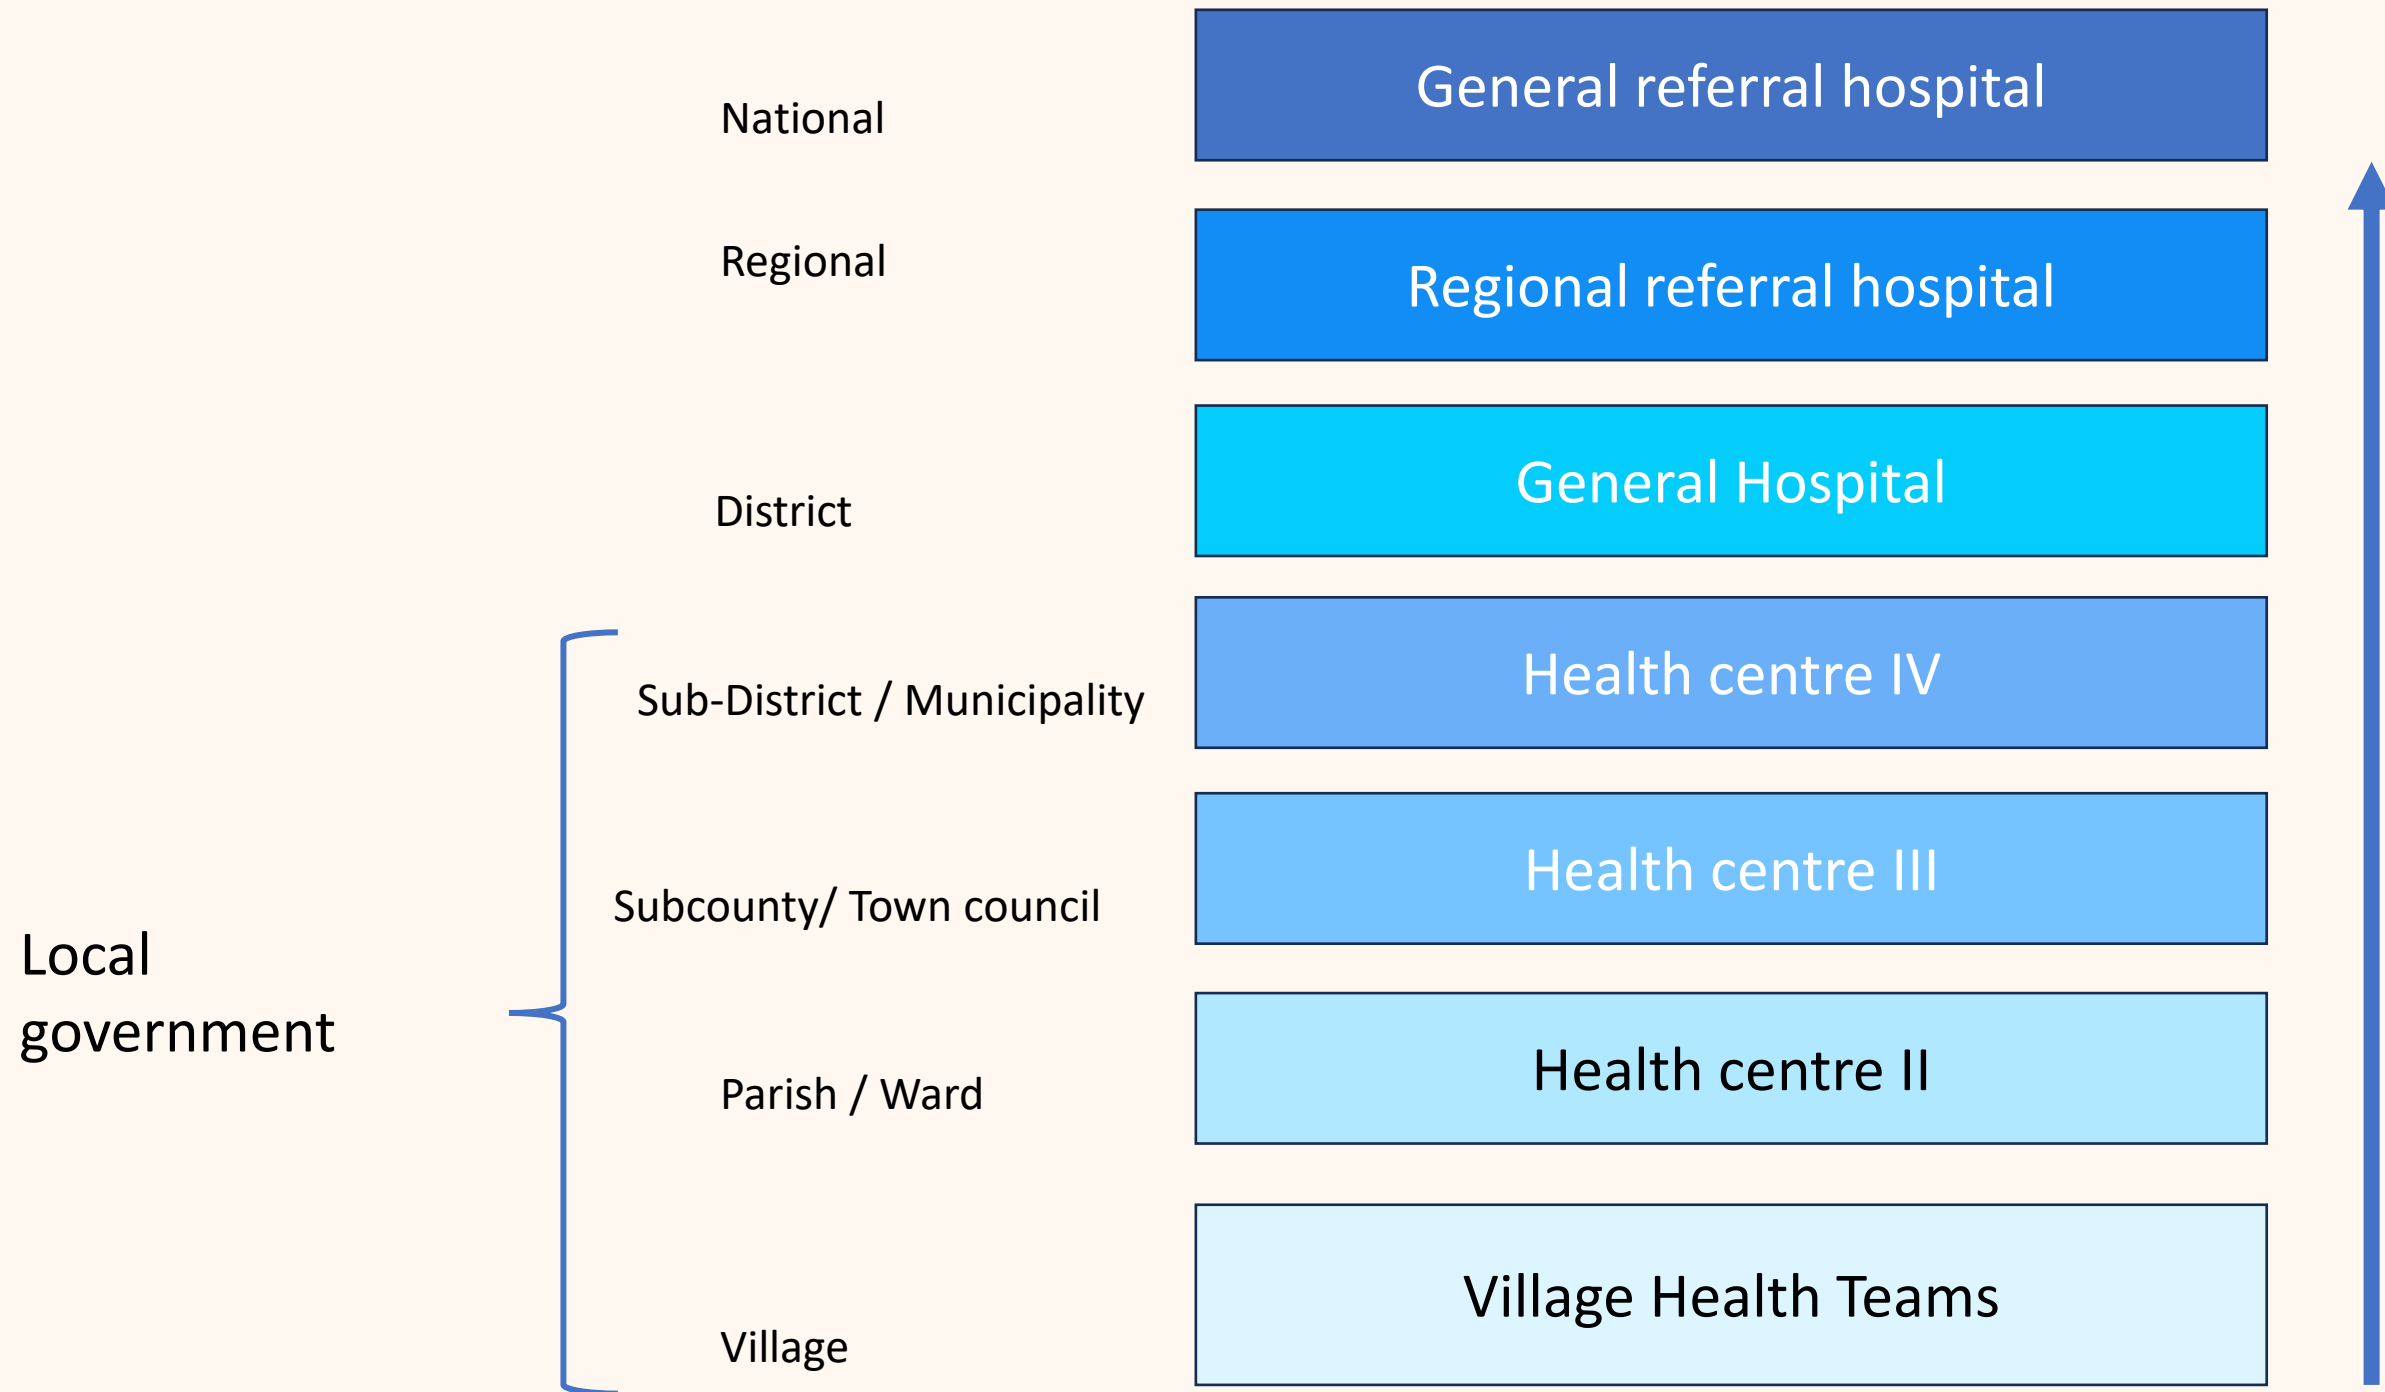 National
General referral hospital
Regional
Regional referral hospital
District
General Hospital
Sub-District / Municipality
Health centre IV
Subcounty/ Town council
Health centre III
Local
government
Parish / Ward
Health centre II
Village
Village Health Teams